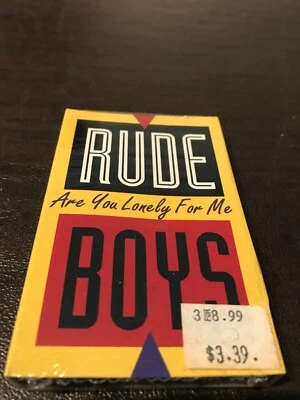 RUDE
Are You Lonely For Me
BOYS
$3.39.